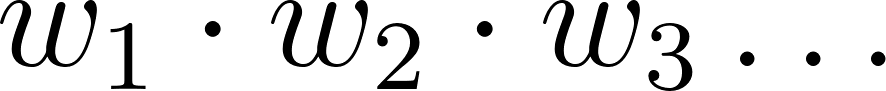 w₁ · w₂ · w₃ . . .